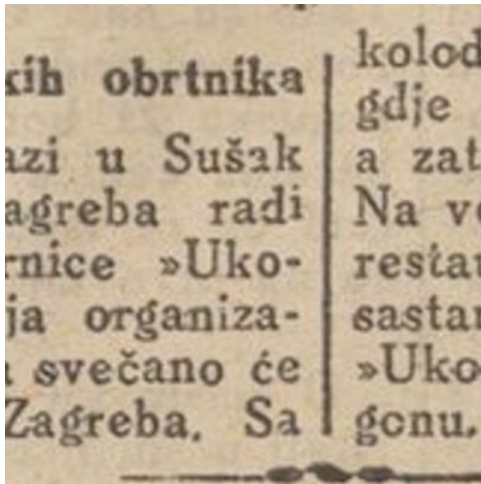 kih obrtnika
azi u Sušak
agreba radi
rnice »Uko-
ja organiza-
svečano će
Zagreba. Sa
kolod
gdje
a zat
Na v
restau
sasta
»Uko
gonu.